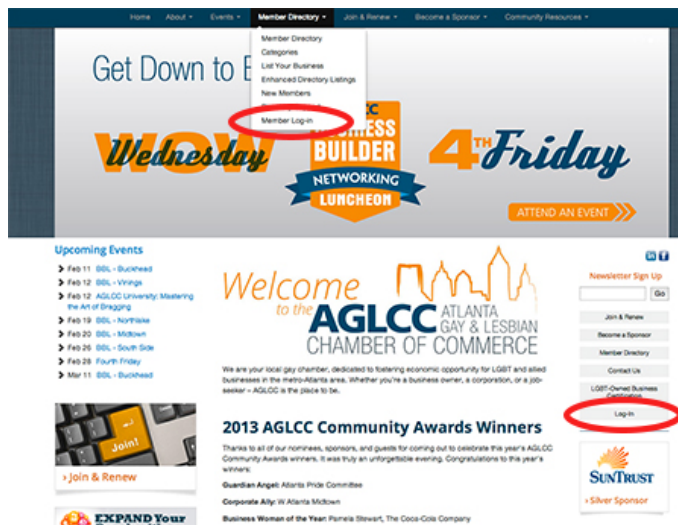 Home About Events Member Directory Join & Renew Become a Sponsor Community Resources
Member Directory
Categories
List Your Business
Enhanced Directory Listings
New Members
Member Log-in
Get Down to
WOW
Wednesday
BUILDER
NETWORKING
LUNCHEON
4TH Friday
ATTEND AN EVENT
Upcoming Events
Feb 11 BBL - Buckhead
Feb 12 BBL - Vinings
Feb 12 AGLCC University: Mastering
the Art of Bragging
Feb 19 BBL - Northlake
Feb 20 BBL - Midtown
Feb 26 BBL - South Side
Feb 28 Fourth Friday
Mar 11 BBL - Buckhead
Join!
Join & Renew
EXPAND Your
Welcome
to the AGLCC ATLANTA
GAY & LESBIAN
CHAMBER OF COMMERCE
We are your local gay chamber, dedicated to fostering economic opportunity for LGBT and allied
businesses in the metro-Atlanta area. Whether you're a business owner, a corporation, or a job-
seeker – AGLCC is the place to be.
2013 AGLCC Community Awards Winners
Thanks to all of our nominees, sponsors, and guests for coming out to celebrate this year's AGLCC
Community Awards winners. It was truly an unforgettable evening. Congratulations to this year's
winners:
Guardian Angel: Atlanta Pride Committee
Corporate Ally: W Atlanta Midtown
Business Woman of the Year: Pamela Stewart, The Coca-Cola Company
in f
Newsletter Sign Up
Go
Join & Renew
Become a Sponsor
Member Directory
Contact Us
LGBT-Owned Business
Certification
Log-In
SUNTRUST
Silver Sponsor